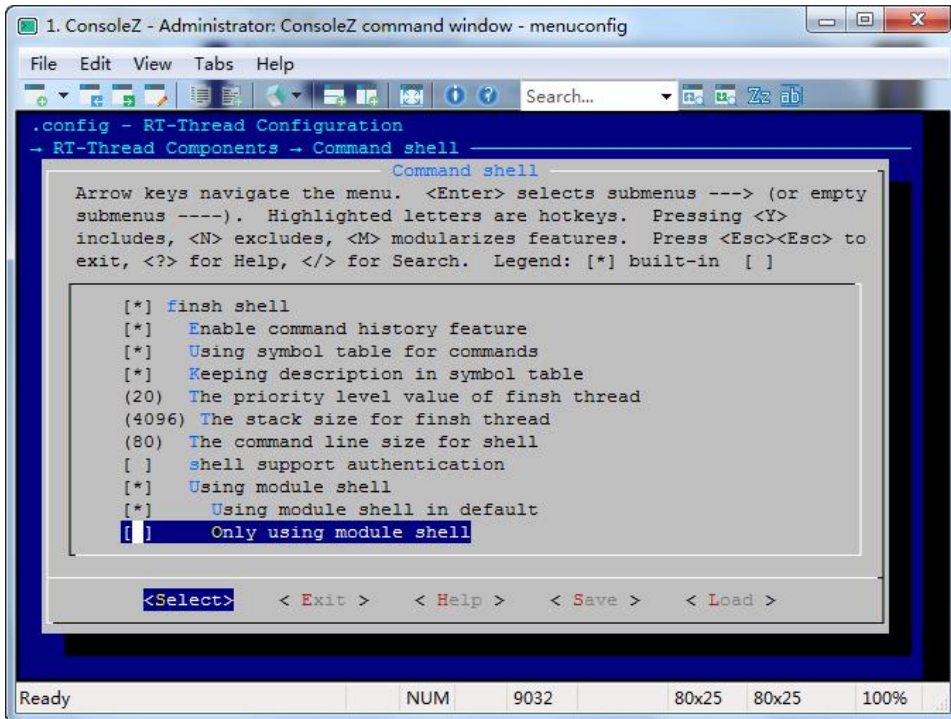 1. ConsoleZ - Administrator: ConsoleZ command window - menuconfig
File Edit View Tabs Help
Search...
.config - RT-Thread Configuration
→ RT-Thread Components → Command shell
Command shell
Arrow keys navigate the menu. <Enter> selects submenus ---> (or empty
submenus ----). Highlighted letters are hotkeys. Pressing <Y>
includes, <N> excludes, <M> modularizes features. Press <Esc><Esc> to
exit, <?> for Help, </> for Search. Legend: [*] built-in [ ]
[*] finsh shell
[*] Enable command history feature
[*] Using symbol table for commands
[*] Keeping description in symbol table
(20) The priority level value of finsh thread
(4096) The stack size for finsh thread
(80) The command line size for shell
[ ] shell support authentication
[*] Using module shell
[*] Using module shell in default
[ ] Only using module shell
<Select> < Exit > < Help > < Save > < Load >
Ready NUM 9032 80x25 80x25 100%